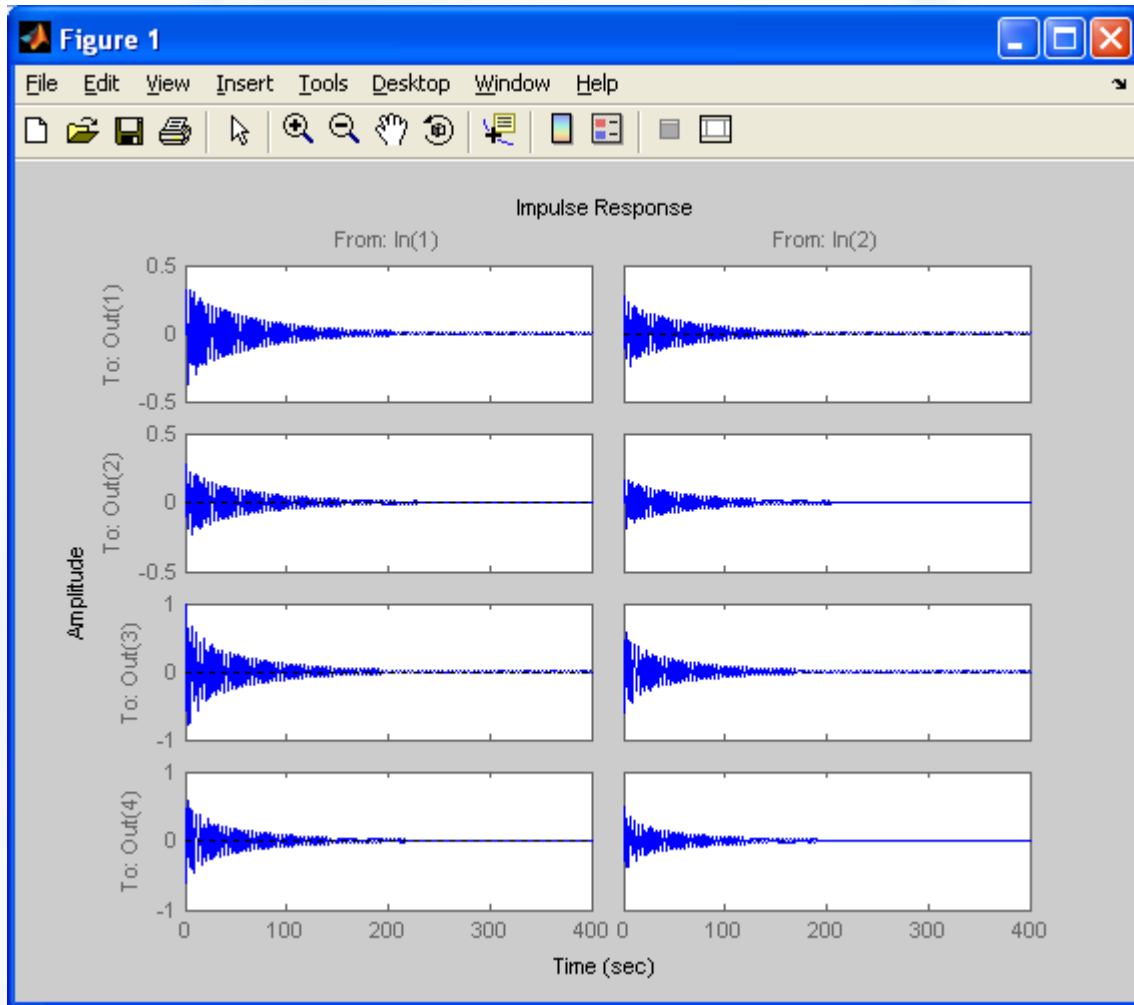 Figure 1
File Edit View Insert Tools Desktop Window Help
Impulse Response
From: In(1) From: In(2)
To: Out(1)
0.5
0
-0.5
To: Out(2)
0.5
0
-0.5
Amplitude
To: Out(3)
1
0
-1
To: Out(4)
1
0
-1
0 100 200 300 400 0 100 200 300 400
Time (sec)